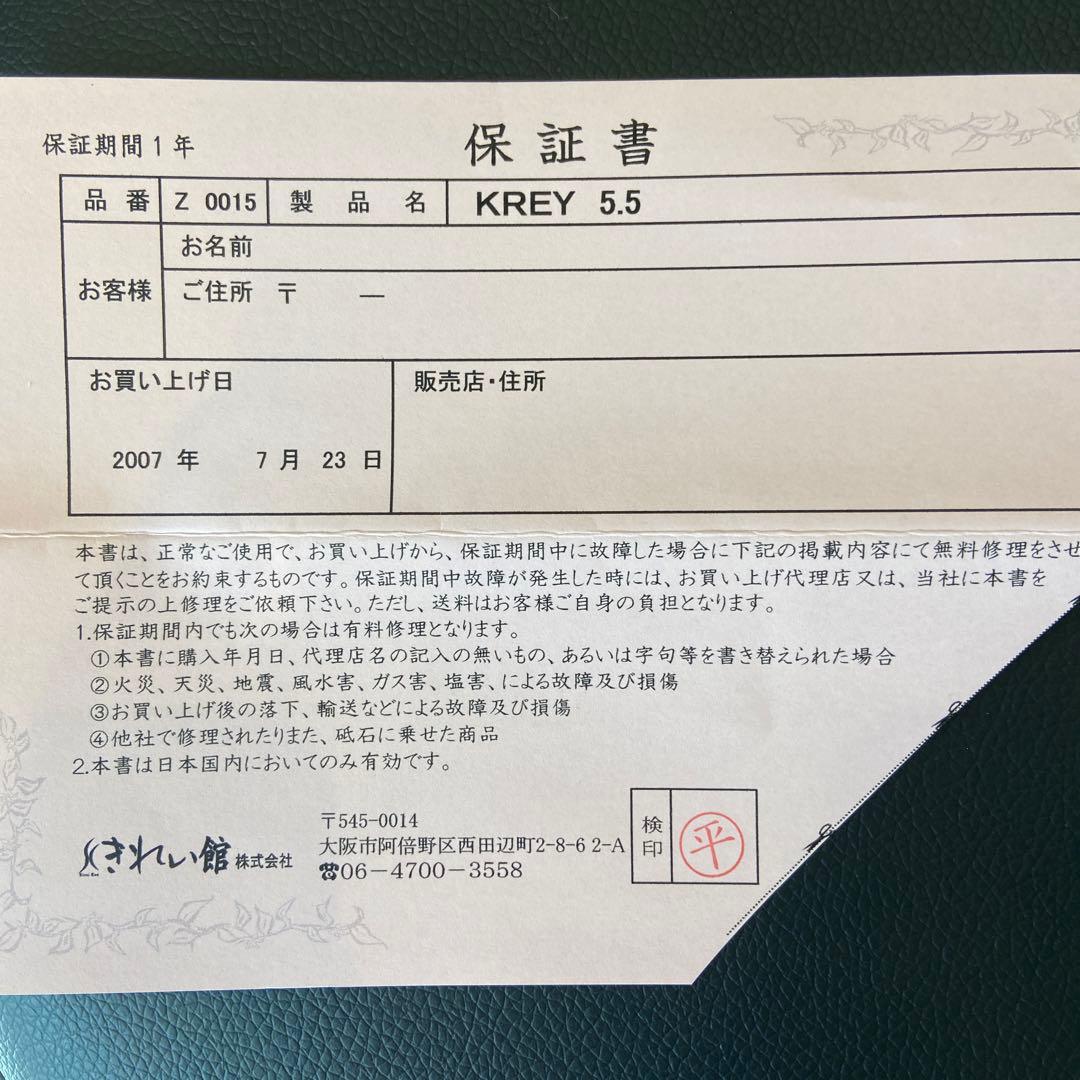 保証期間1年
保証書
品番 Z 0015 製品名 KREY 5.5
お客様
お名前
ご住所 〒 ―
お買い上げ日
販売店・住所
2007 年 7 月 23 日
本書は、正常なご使用で、お買い上げから、保証期間中に故障した場合に下記の掲載内容にて無料修理をさせ
て頂くことをお約束するものです。保証期間中故障が発生した時には、お買い上げ代理店又は、当社に本書を
ご提示の上修理をご依頼下さい。ただし、送料はお客様ご自身の負担となります。
1.保証期間内でも次の場合は有料修理となります。
①本書に購入年月日、代理店名の記入の無いもの、あるいは字句等を書き替えられた場合
②火災、天災、地震、風水害、ガス害、塩害、による故障及び損傷
③お買い上げ後の落下、輸送などによる故障及び損傷
④他社で修理されたりまた、砥石に乗せた商品
2.本書は日本国内においてのみ有効です。
きれい館株式会社
〒545-0014
大阪市阿倍野区西田辺町2-8-6 2-A
☎06-4700-3558
検印
平